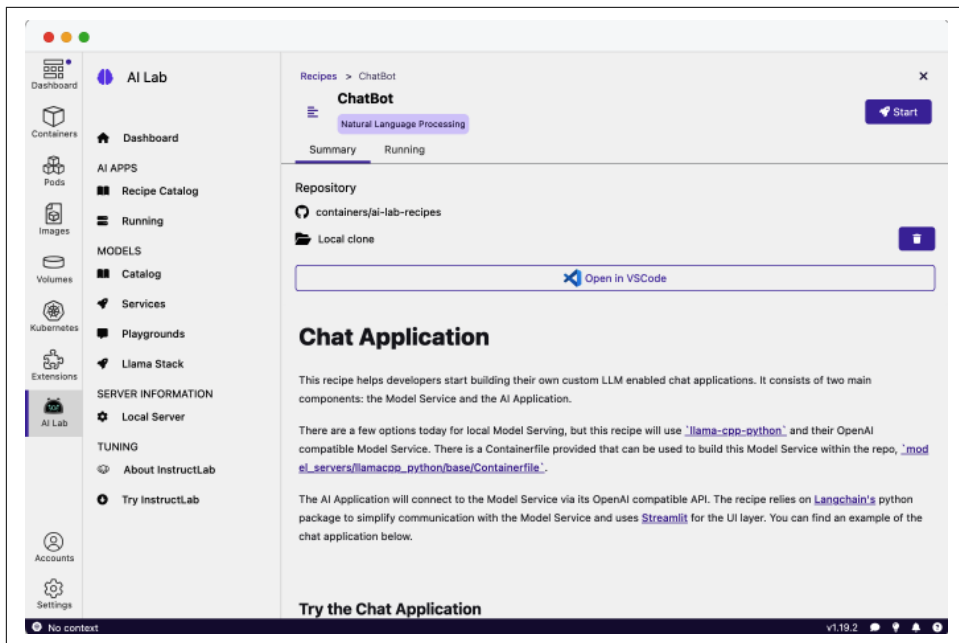 Dashboard
Containers
Pods
Images
Volumes
Kubernetes
Extensions
AI Lab
Accounts
Settings
AI Lab
Dashboard
AI APPS
Recipe Catalog
Running
MODELS
Catalog
Services
Playgrounds
Llama Stack
SERVER INFORMATION
Local Server
TUNING
About InstructLab
Try InstructLab
Recipes > ChatBot
ChatBot
Natural Language Processing
Start
Summary Running
Repository
containers/ai-lab-recipes
Local clone
Open in VSCode
Chat Application
This recipe helps developers start building their own custom LLM enabled chat applications. It consists of two main
components: the Model Service and the AI Application.
There are a few options today for local Model Serving, but this recipe will use `llama-cpp-python` and their OpenAI
compatible Model Service. There is a Containerfile provided that can be used to build this Model Service within the repo, `mod
el_servers/llamacpp_python/base/Containerfile`.
The AI Application will connect to the Model Service via its OpenAI compatible API. The recipe relies on Langchain's python
package to simplify communication with the Model Service and uses Streamlit for the UI layer. You can find an example of the
chat application below.
Try the Chat Application
No context
v1.19.2